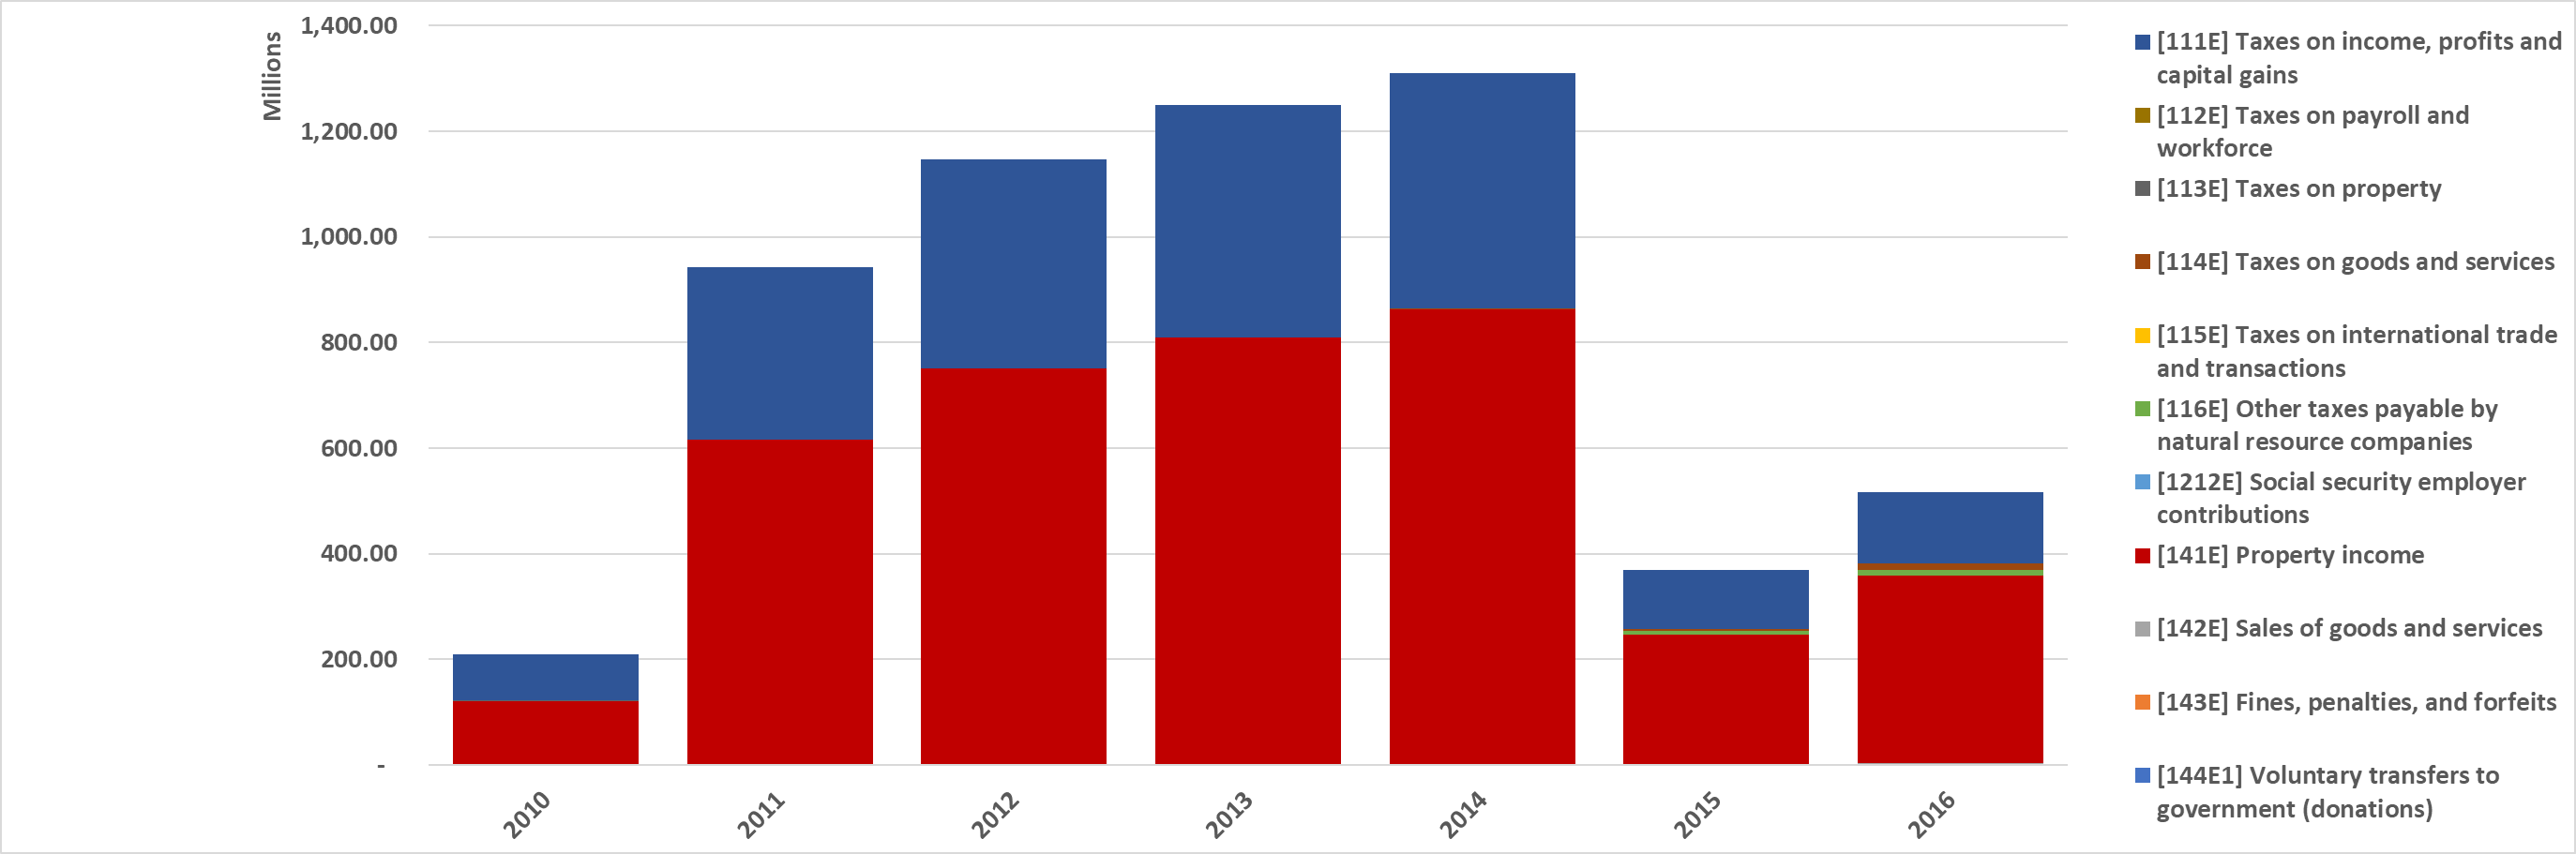 Millions
1,400.00
1,200.00
1,000.00
800.00
600.00
400.00
200.00
-
2010
2011
2012
2013
2014
2015
2016
[111E] Taxes on income, profits and
capital gains
[112E] Taxes on payroll and
workforce
[113E] Taxes on property
[114E] Taxes on goods and services
[115E] Taxes on international trade
and transactions
[116E] Other taxes payable by
natural resource companies
[1212E] Social security employer
contributions
[141E] Property income
[142E] Sales of goods and services
[143E] Fines, penalties, and forfeits
[144E1] Voluntary transfers to
government (donations)